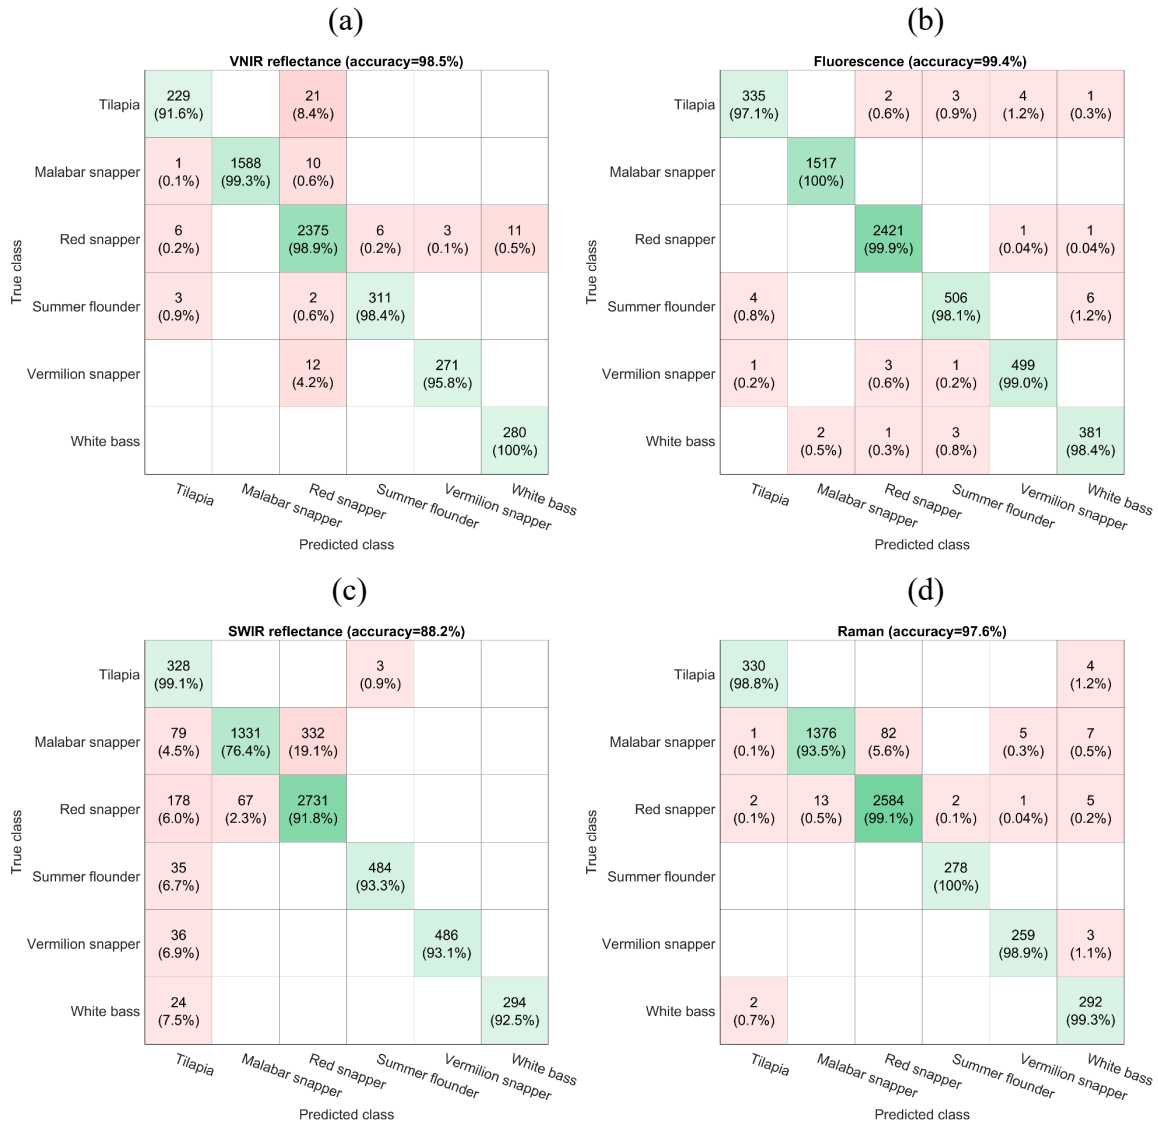 (a)
VNIR reflectance (accuracy=98.5%)
True class
Tilapia
229
(91.6%)
21
(8.4%)
Malabar snapper
1
(0.1%)
1588
(99.3%)
10
(0.6%)
Red snapper
6
(0.2%)
2375
(98.9%)
6
(0.2%)
3
(0.1%)
11
(0.5%)
Summer flounder
3
(0.9%)
2
(0.6%)
311
(98.4%)
Vermilion snapper
12
(4.2%)
271
(95.8%)
White bass
280
(100%)
Tilapia
Malabar snapper
Red snapper
Summer flounder
Vermilion snapper
White bass
Predicted class
(b)
Fluorescence (accuracy=99.4%)
True class
Tilapia
335
(97.1%)
2
(0.6%)
3
(0.9%)
4
(1.2%)
1
(0.3%)
Malabar snapper
1517
(100%)
Red snapper
2421
(99.9%)
1
(0.04%)
1
(0.04%)
Summer flounder
4
(0.8%)
506
(98.1%)
6
(1.2%)
Vermilion snapper
1
(0.2%)
3
(0.6%)
1
(0.2%)
499
(99.0%)
White bass
2
(0.5%)
1
(0.3%)
3
(0.8%)
381
(98.4%)
Tilapia
Malabar snapper
Red snapper
Summer flounder
Vermilion snapper
White bass
Predicted class
(c)
SWIR reflectance (accuracy=88.2%)
True class
Tilapia
328
(99.1%)
3
(0.9%)
Malabar snapper
79
(4.5%)
1331
(76.4%)
332
(19.1%)
Red snapper
178
(6.0%)
67
(2.3%)
2731
(91.8%)
Summer flounder
35
(6.7%)
484
(93.3%)
Vermilion snapper
36
(6.9%)
486
(93.1%)
White bass
24
(7.5%)
294
(92.5%)
Tilapia
Malabar snapper
Red snapper
Summer flounder
Vermilion snapper
White bass
Predicted class
(d)
Raman (accuracy=97.6%)
True class
Tilapia
330
(98.8%)
4
(1.2%)
Malabar snapper
1
(0.1%)
1376
(93.5%)
82
(5.6%)
5
(0.3%)
7
(0.5%)
Red snapper
2
(0.1%)
13
(0.5%)
2584
(99.1%)
2
(0.1%)
1
(0.04%)
5
(0.2%)
Summer flounder
278
(100%)
Vermilion snapper
259
(98.9%)
3
(1.1%)
White bass
2
(0.7%)
292
(99.3%)
Tilapia
Malabar snapper
Red snapper
Summer flounder
Vermilion snapper
White bass
Predicted class